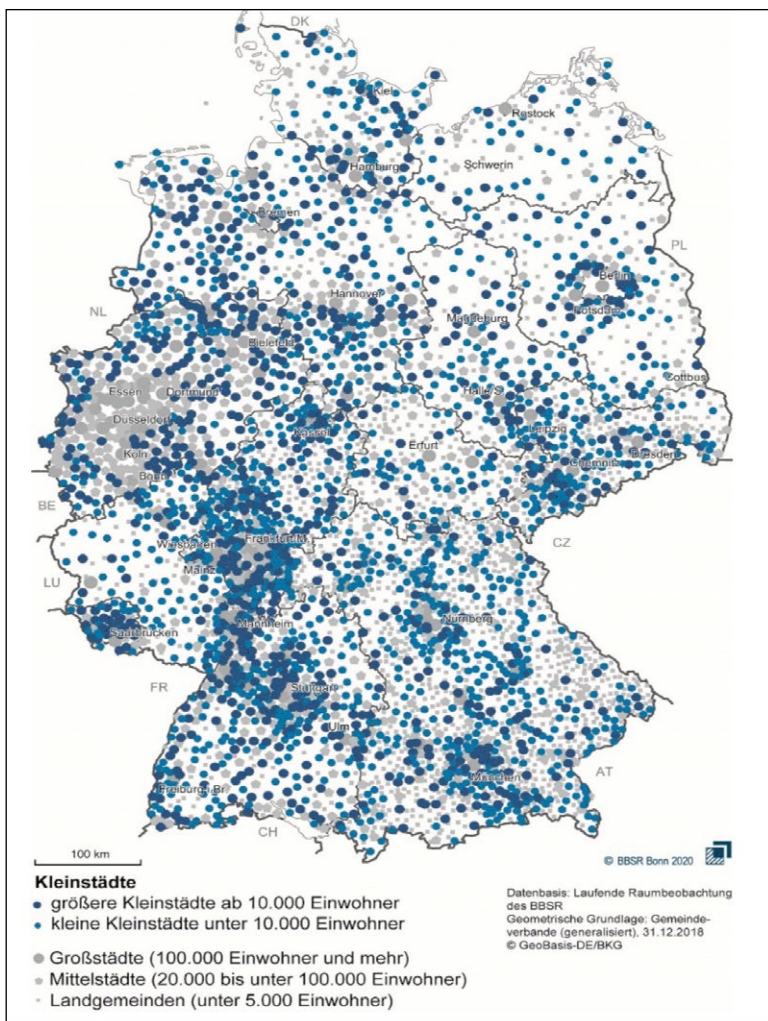 DK
Kiel
Rostock
Hamburg
Schwerin
Bremen
PL
Berlin
Potsdam
NL
Hannover
Magdeburg
Bielefeld
Cottbus
Essen
Dortmund
Halle/S.
Düsseldorf
Kassel
Leipzig
Erfurt
Köln
Dresden
Chemnitz
Bonn
BE
Wiesbaden
Frankfurt/M.
CZ
Mainz
LU
Mannheim
Nürnberg
Saarbrücken
FR
Stuttgart
Ulm
München
AT
Freiburg i.Br.
CH
100 km
© BBSR Bonn 2020
Kleinstädte
größere Kleinstädte ab 10.000 Einwohner
kleine Kleinstädte unter 10.000 Einwohner
Großstädte (100.000 Einwohner und mehr)
Mittelstädte (20.000 bis unter 100.000 Einwohner)
Landgemeinden (unter 5.000 Einwohner)
Datenbasis: Laufende Raumbeobachtung
des BBSR
Geometrische Grundlage: Gemeinde-
verbände (generalisiert), 31.12.2018
© GeoBasis-DE/BKG